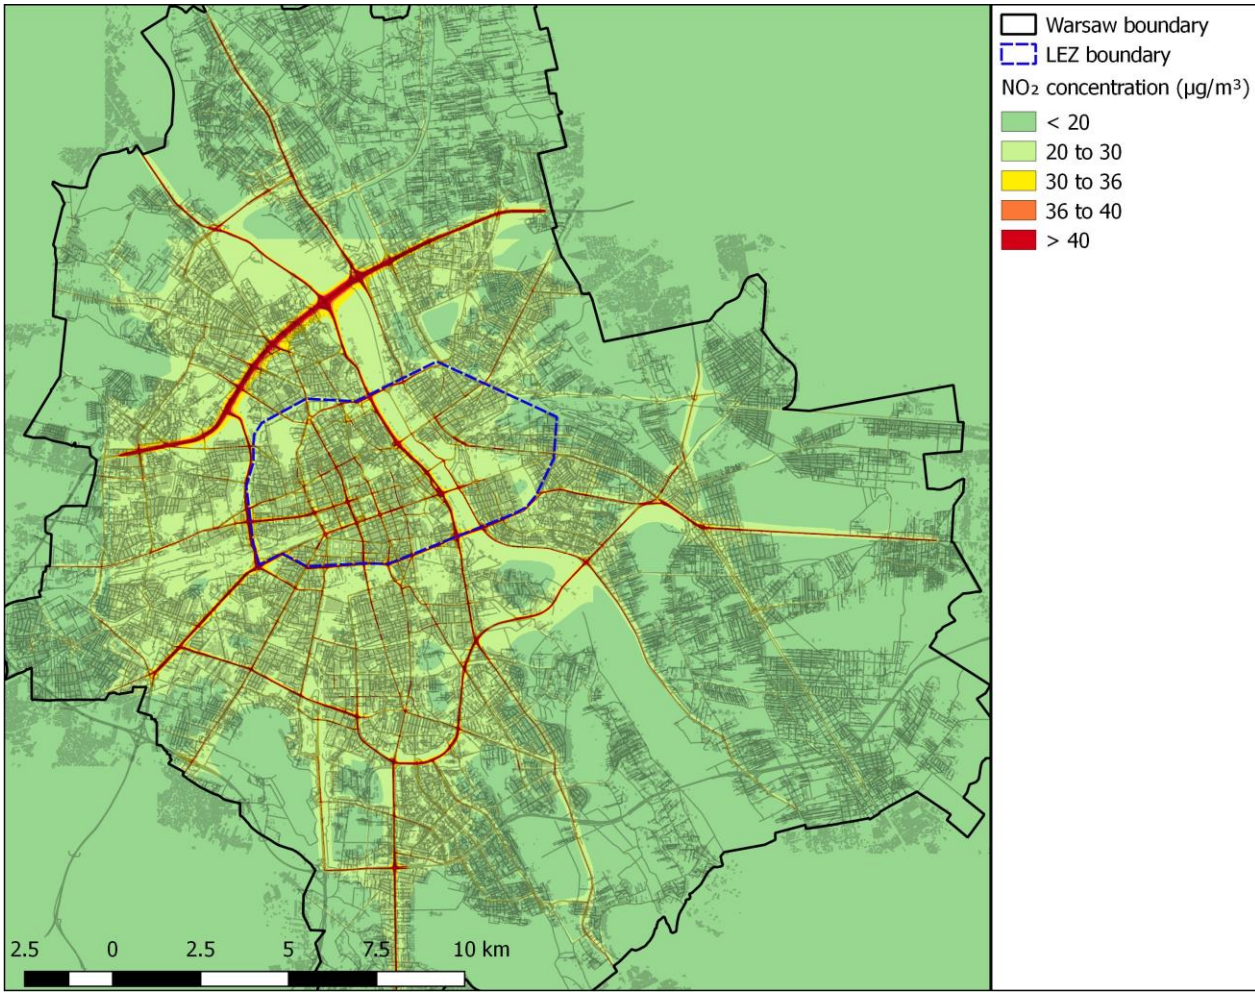 Warsaw boundary
LEZ boundary
NO₂ concentration (µg/m³)
< 20
20 to 30
30 to 36
36 to 40
> 40
2.5 0 2.5 5 7.5 10 km